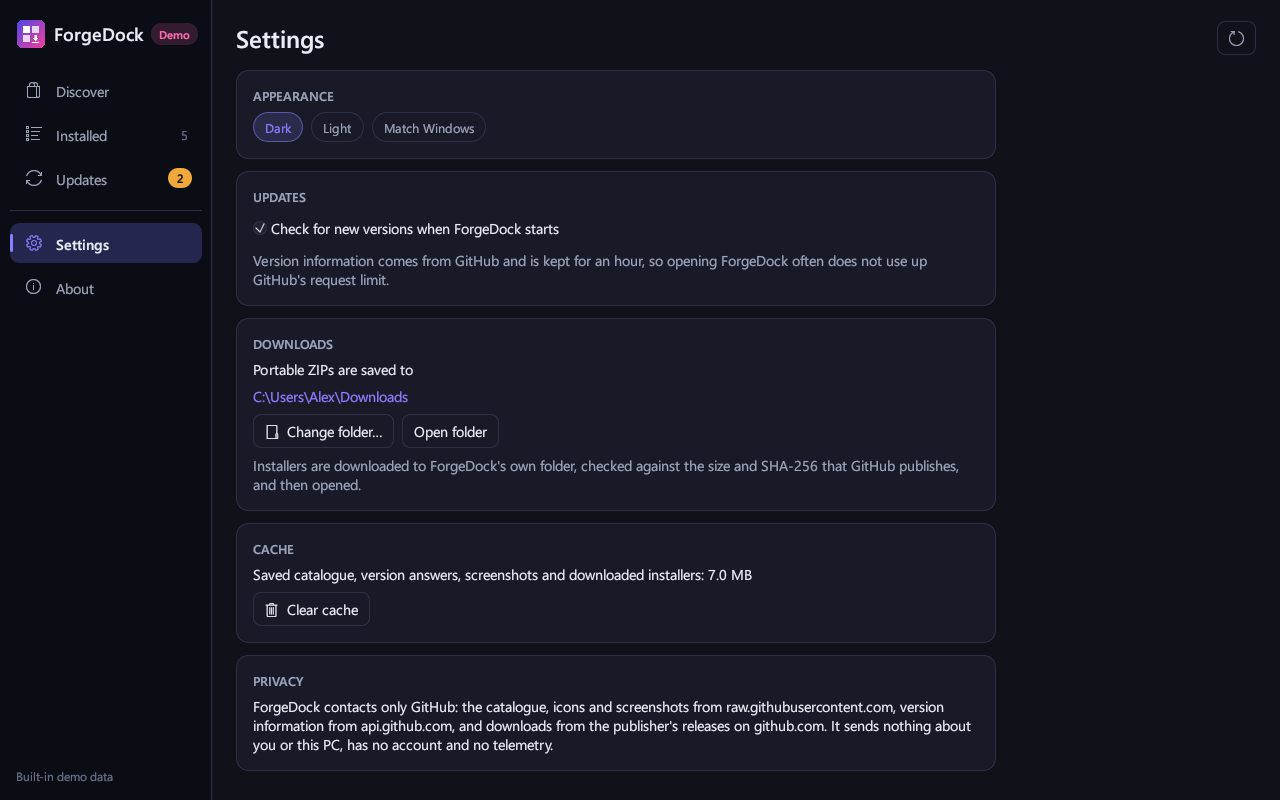 ForgeDock Demo
Discover
Installed 5
Updates 2
Settings
About
Built-in demo data
Settings
APPEARANCE
Dark Light Match Windows
UPDATES
Check for new versions when ForgeDock starts
Version information comes from GitHub and is kept for an hour, so opening ForgeDock often does not use up
GitHub's request limit.
DOWNLOADS
Portable ZIPs are saved to
C:\Users\Alex\Downloads
Change folder... Open folder
Installers are downloaded to ForgeDock's own folder, checked against the size and SHA-256 that GitHub publishes,
and then opened.
CACHE
Saved catalogue, version answers, screenshots and downloaded installers: 7.0 MB
Clear cache
PRIVACY
ForgeDock contacts only GitHub: the catalogue, icons and screenshots from raw.githubusercontent.com, version
information from api.github.com, and downloads from the publisher's releases on github.com. It sends nothing about
you or this PC, has no account and no telemetry.